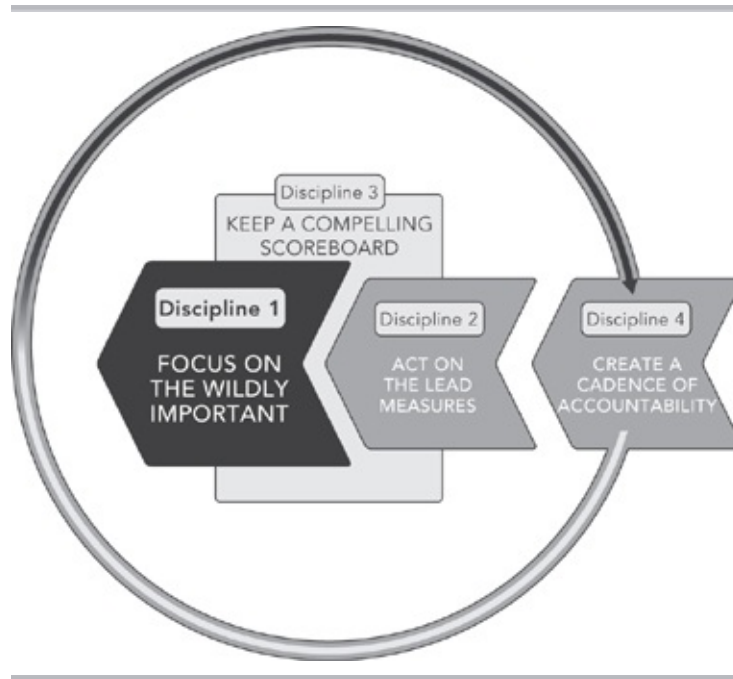 Discipline 3
KEEP A COMPELLING
SCOREBOARD
Discipline 1
FOCUS ON
THE WILDLY
IMPORTANT
Discipline 2
ACT ON
THE LEAD
MEASURES
Discipline 4
CREATE A
CADENCE OF
ACCOUNTABILITY